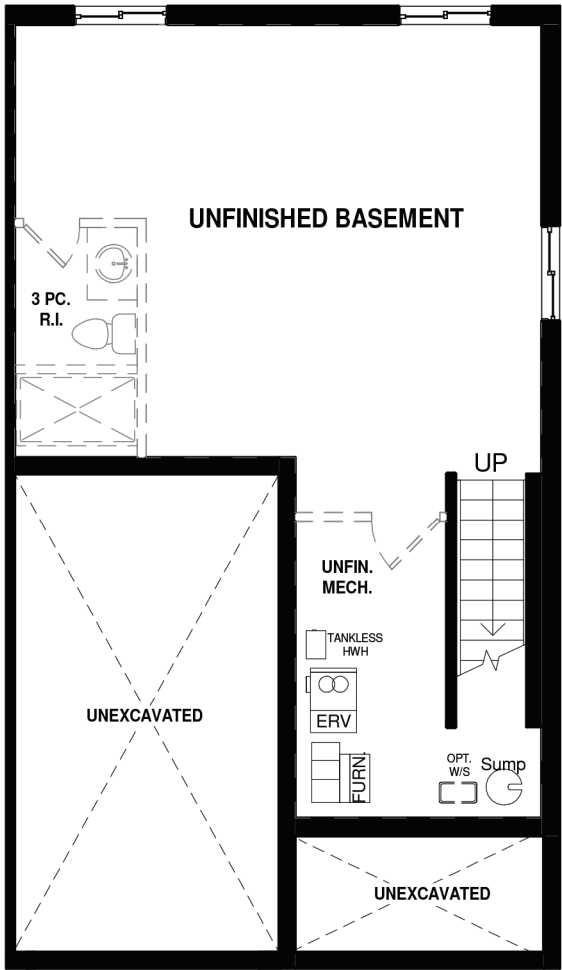 UNFINISHED BASEMENT
3 PC.
R.I.
UP
UNFIN.
MECH.
TANKLESS
HWH
UNEXCAVATED
ERV
FURN.
OPT.
W/S
Sump
UNEXCAVATED